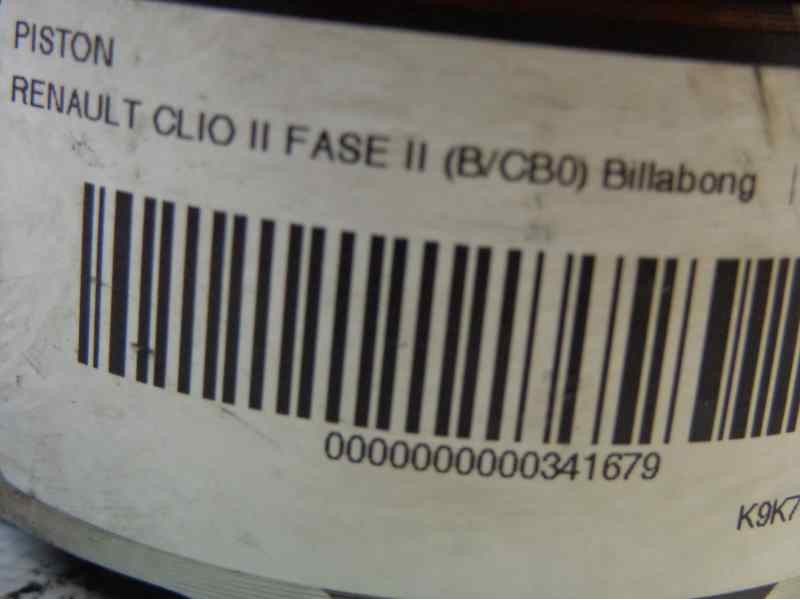 PISTON
RENAULT CLIO II FASE II (B/CB0) Billabong |
0000000000341679
K9K7